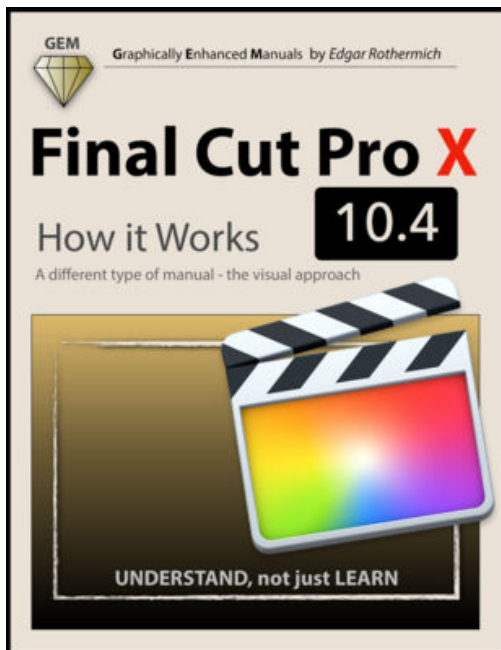 GEM
Graphically Enhanced Manuals by Edgar Rothermich
Final Cut Pro X
10.4
How it Works
A different type of manual - the visual approach
UNDERSTAND, not just LEARN